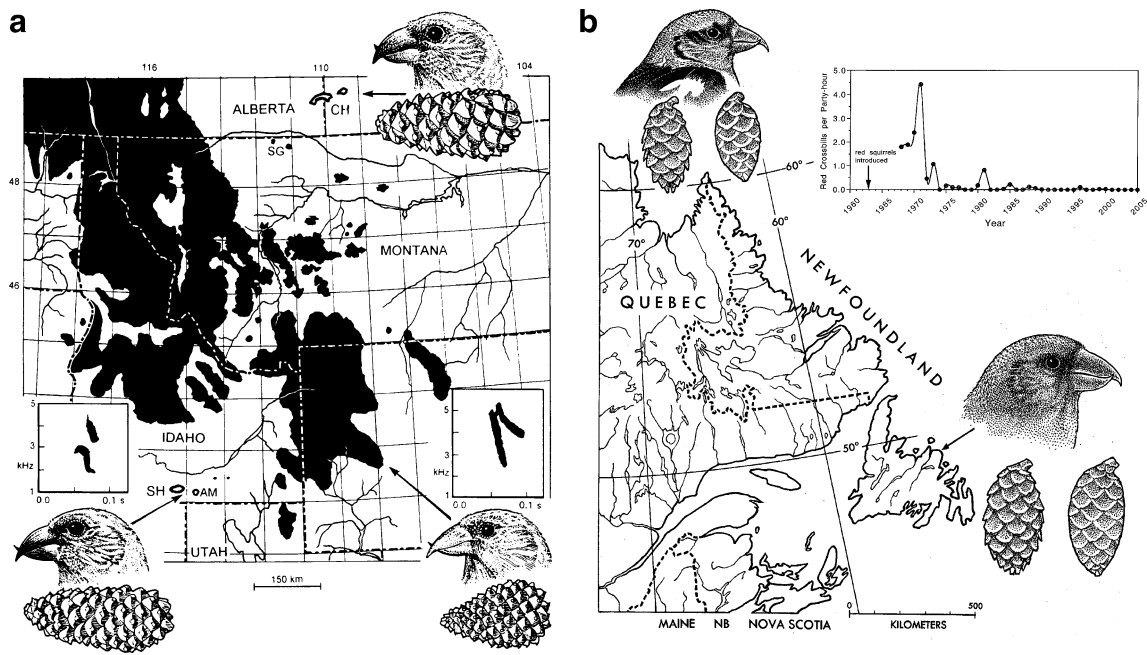 a
116
110
104
ALBERTA
CH
SG
48
MONTANA
46
5
3
kHz
1
0.0
0.1 s
IDAHO
SH
AM
UTAH
5
3
kHz
1
0.0
0.1 s
150 km
b
5.0
4.0
3.0
2.0
1.0
0.0
Red Crossbills per Party-hour
red squirrels
introduced
1960
1965
1970
1975
1980
1985
1990
1995
2000
2005
Year
60°
60°
70°
QUEBEC
NEWFOUNDLAND
50°
MAINE
NB
NOVA SCOTIA
0
500
KILOMETERS